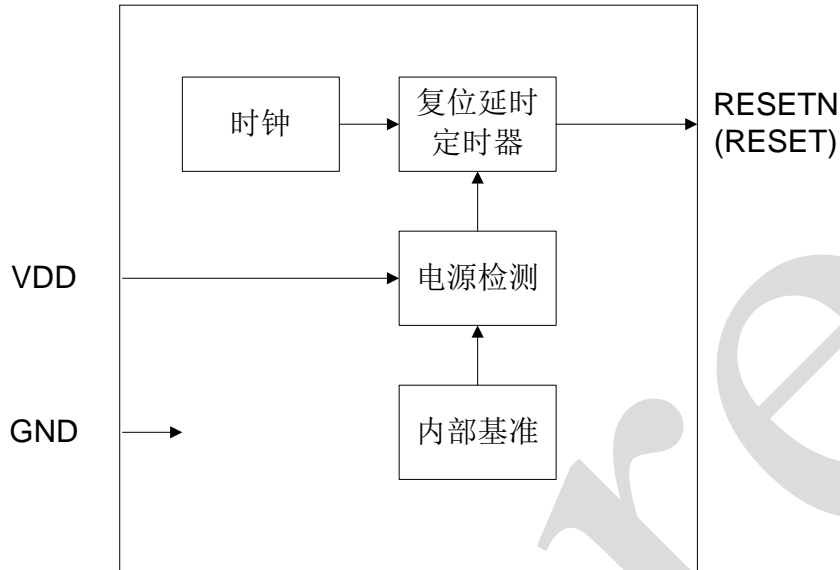 时钟
复位延时
定时器
RESETN
(RESET)
VDD
电源检测
GND
内部基准
re